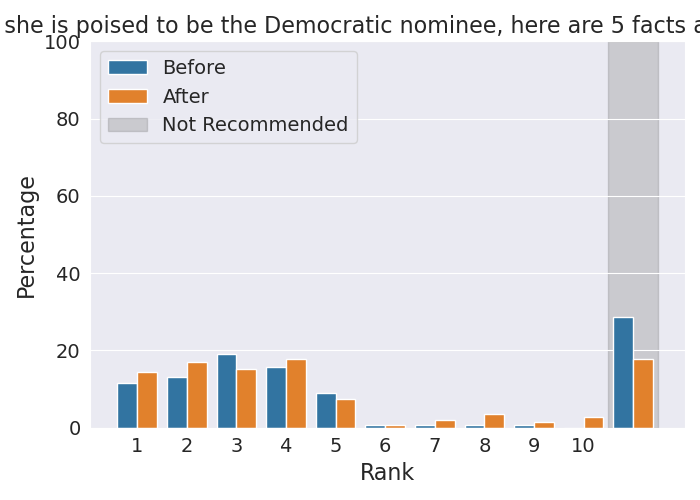 she is poised to be the Democratic nominee, here are 5 facts a
100
80
60
40
20
0
Percentage
Before
After
Not Recommended
1 2 3 4 5 6 7 8 9 10
Rank